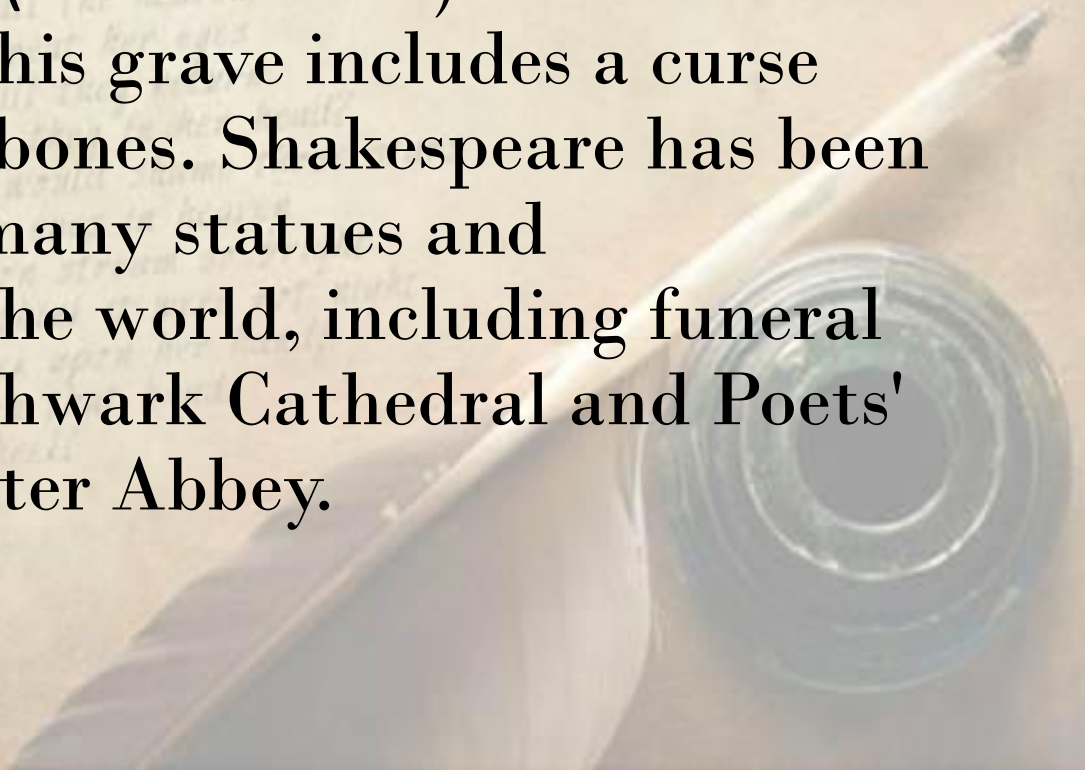 his grave includes a curse
bones. Shakespeare has been
many statues and
he world, including funeral
hwark Cathedral and Poets'
ter Abbey.